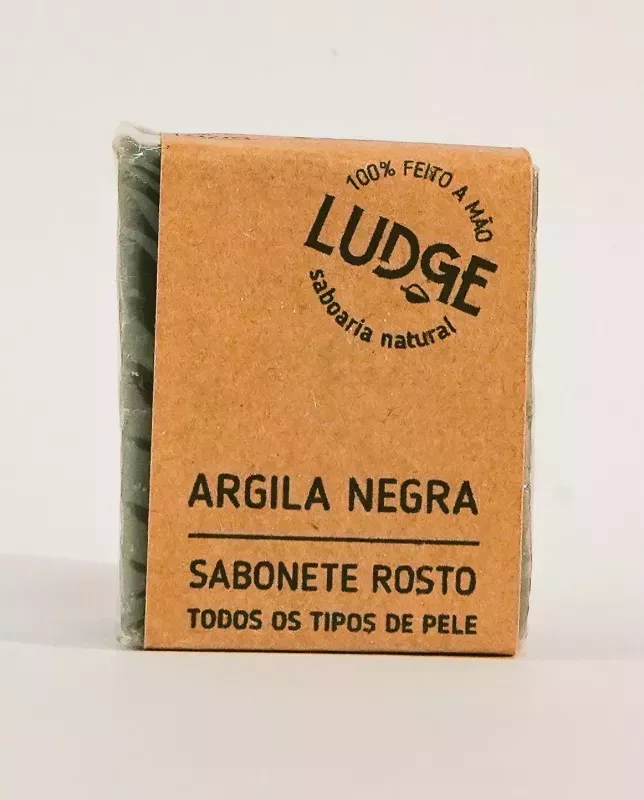 100% FEITO A MÃO
LUDGE
saboaria natural
ARGILA NEGRA
SABONETE ROSTO
TODOS OS TIPOS DE PELE